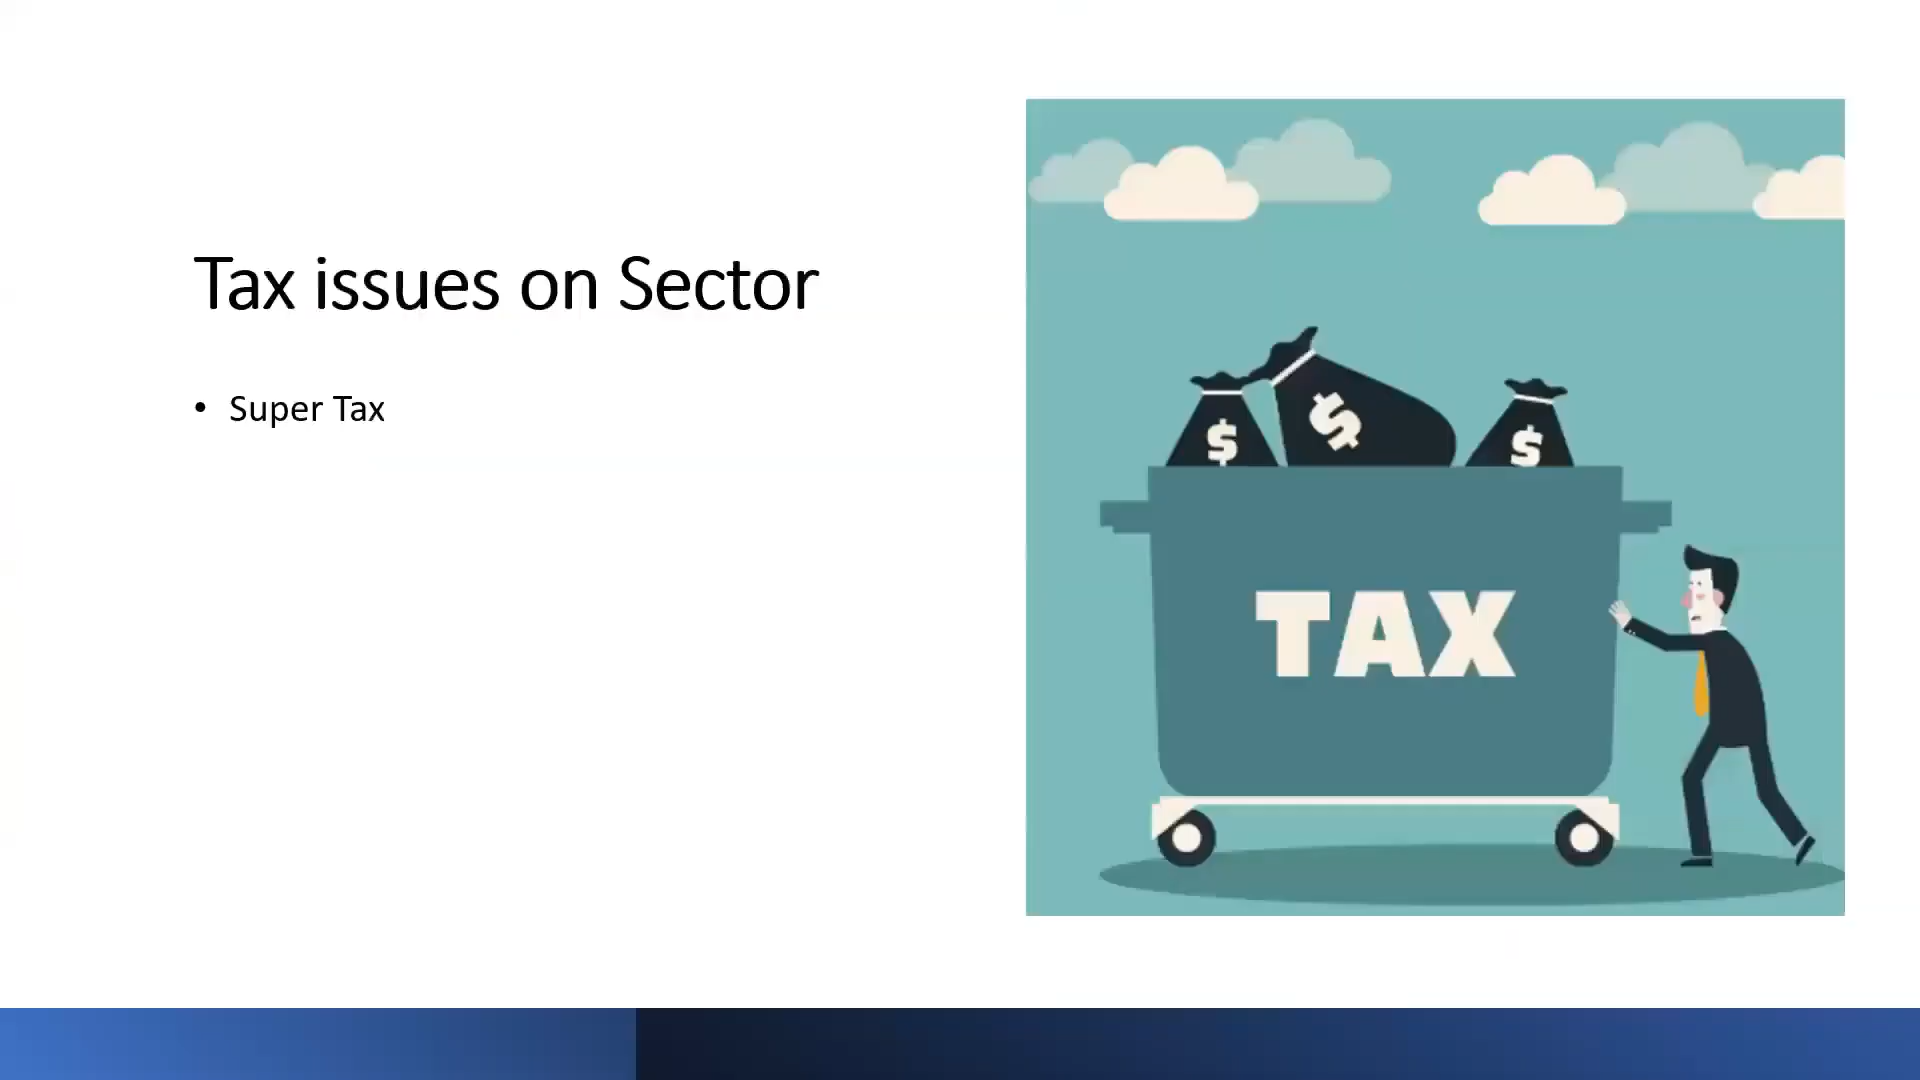 Tax issues on Sector
• Super Tax
$
$
$
TAX